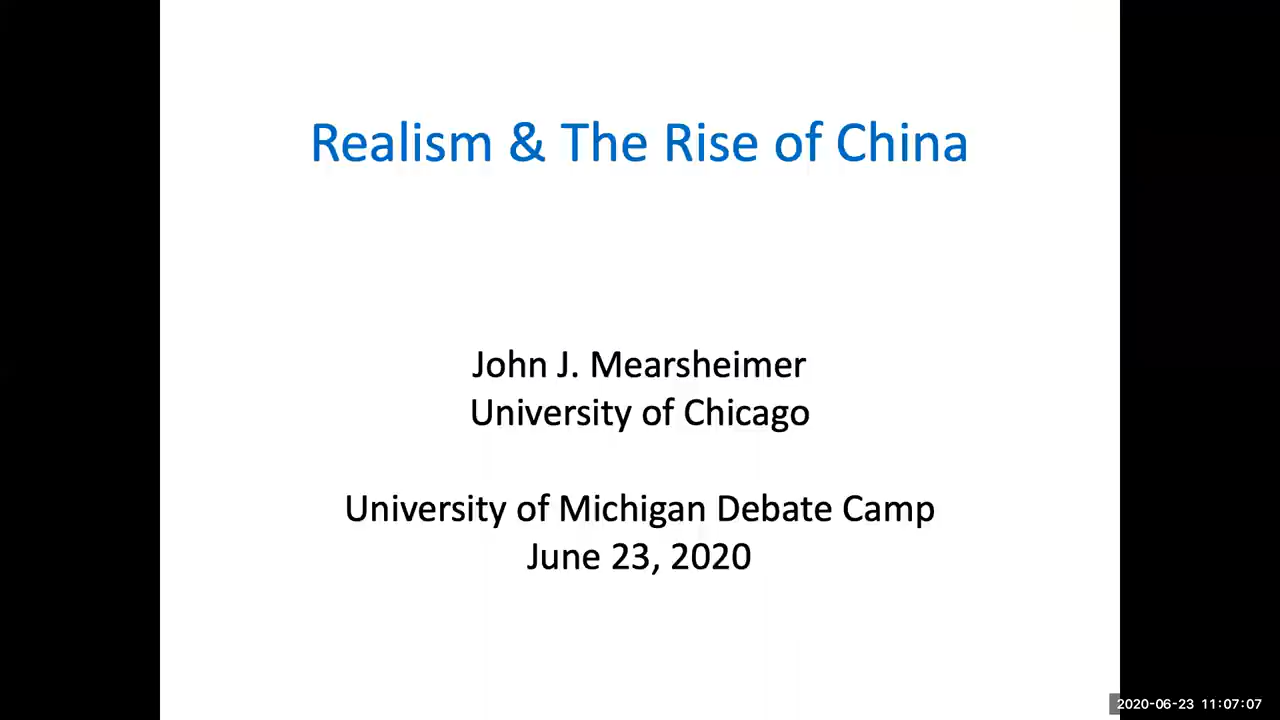 Realism & The Rise of China
John J. Mearsheimer
University of Chicago
University of Michigan Debate Camp
June 23, 2020
2020-06-23 11:07:07